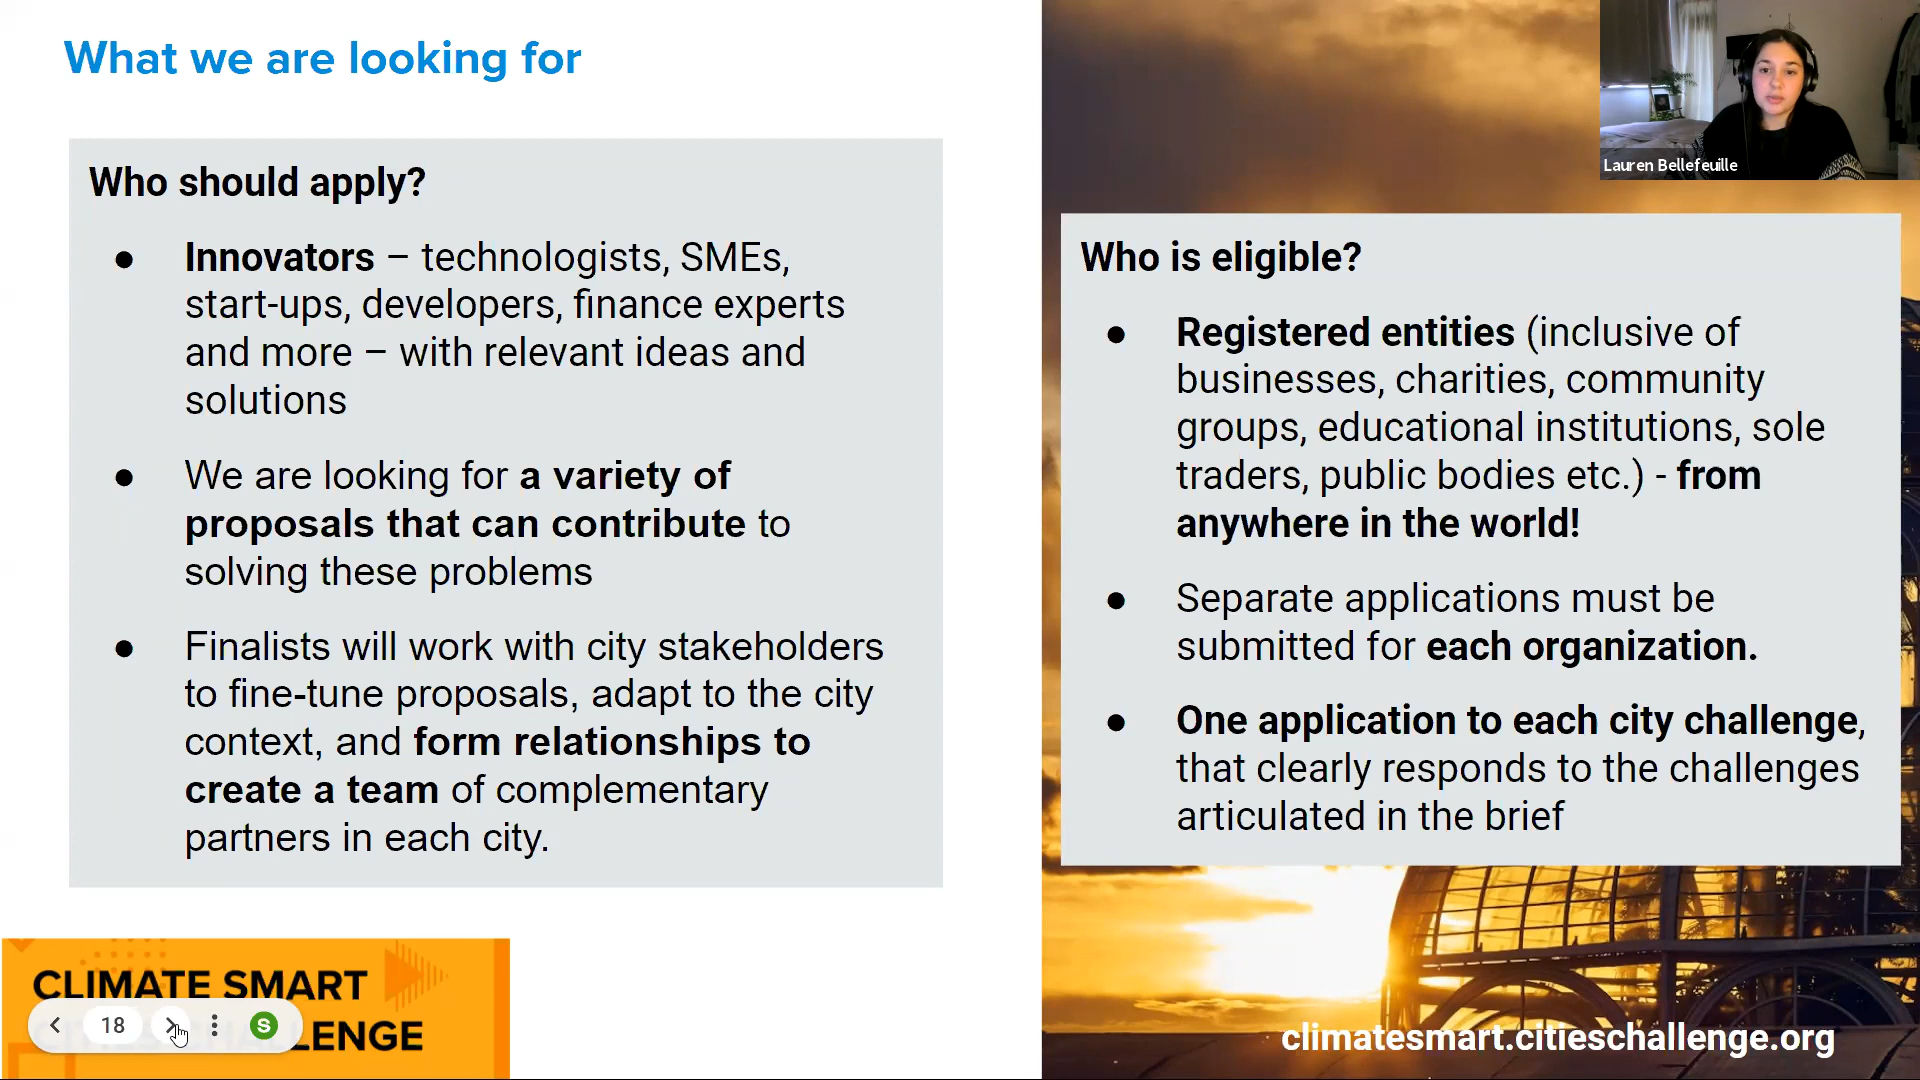 What we are looking for
Who should apply?
● Innovators – technologists, SMEs,
start-ups, developers, finance experts
and more – with relevant ideas and
solutions
● We are looking for a variety of
proposals that can contribute to
solving these problems
● Finalists will work with city stakeholders
to fine-tune proposals, adapt to the city
context, and form relationships to
create a team of complementary
partners in each city.
Lauren Bellefeuille
Who is eligible?
● Registered entities (inclusive of
businesses, charities, community
groups, educational institutions, sole
traders, public bodies etc.) - from
anywhere in the world!
● Separate applications must be
submitted for each organization.
● One application to each city challenge,
that clearly responds to the challenges
articulated in the brief
CLIMATE SMART
CITIES CHALLENGE
18
S
climatesmart.citieschallenge.org